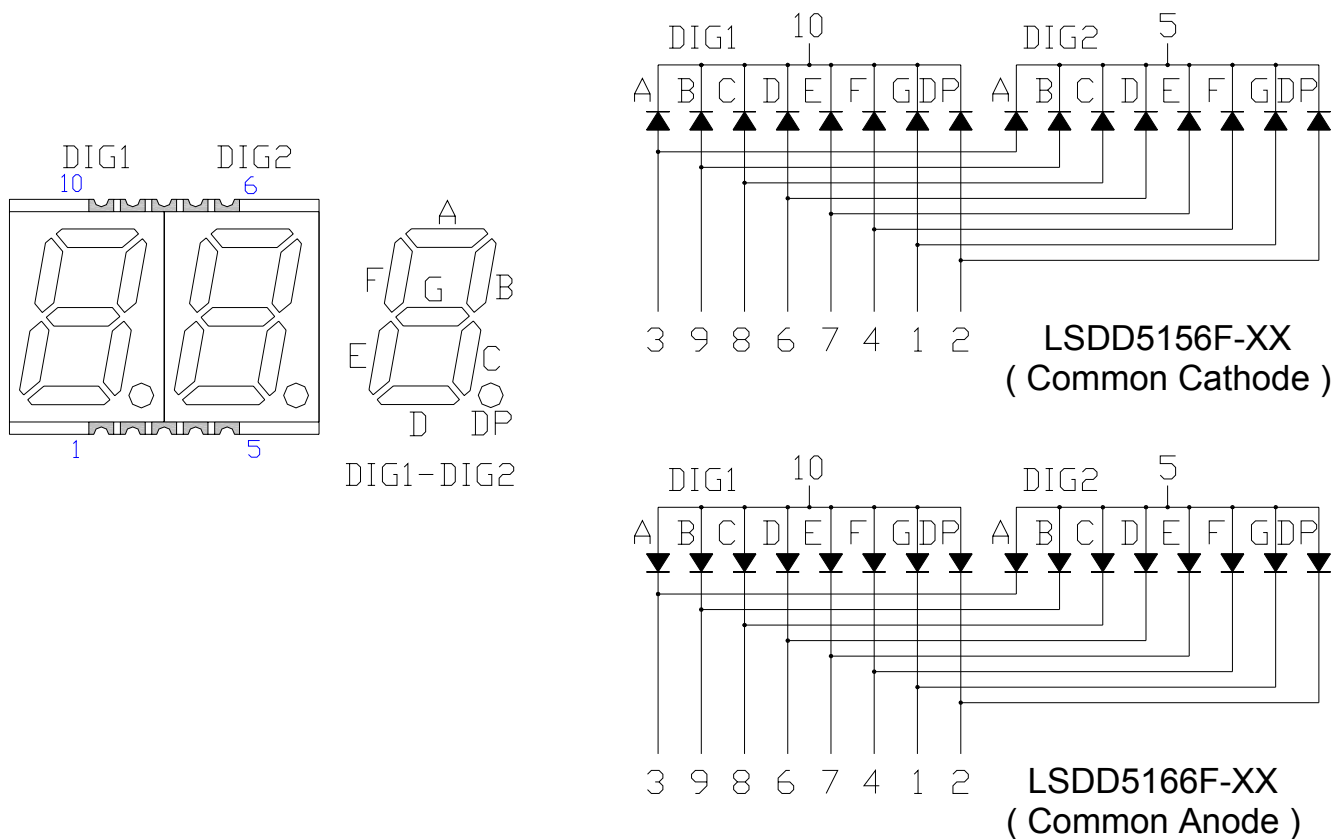 DIG1 DIG2
10 6
A
F G B
E C
D DP
1 5
DIG1-DIG2
DIG1 10 DIG2 5
A B C D E F G DP A B C D E F G DP
3 9 8 6 7 4 1 2
LSDD5156F-XX
( Common Cathode )
DIG1 10 DIG2 5
A B C D E F G DP A B C D E F G DP
3 9 8 6 7 4 1 2
LSDD5166F-XX
( Common Anode )